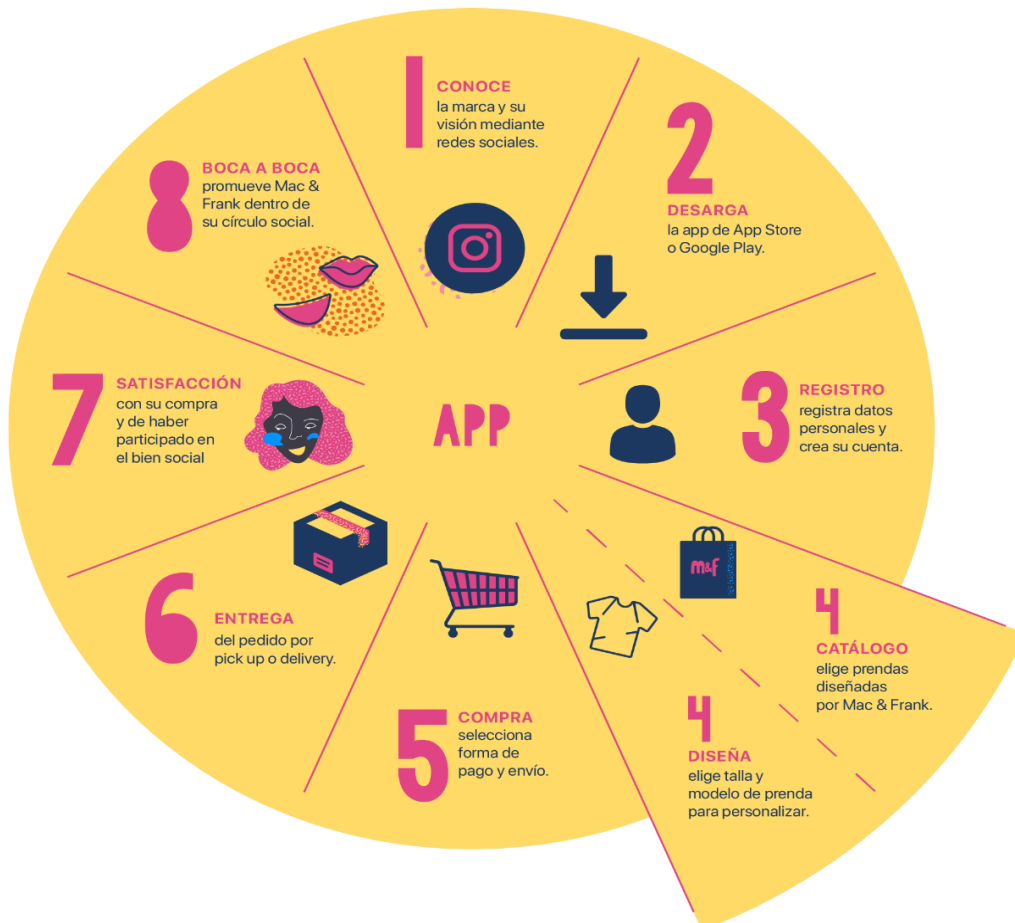 1
CONOCE
la marca y su
visión mediante
redes sociales.
2
DESARGA
la app de App Store
o Google Play.
3
REGISTRO
registra datos
personales y
crea su cuenta.
4
CATÁLOGO
elige prendas
diseñadas
por Mac & Frank.
m&f
4
DISEÑA
elige talla y
modelo de prenda
para personalizar.
5
COMPRA
selecciona
forma de
pago y envío.
6
ENTREGA
del pedido por
pick up o delivery.
7
SATISFACCIÓN
con su compra
y de haber
participado en
el bien social
8
BOCA A BOCA
promueve Mac &
Frank dentro de
su círculo social.
APP